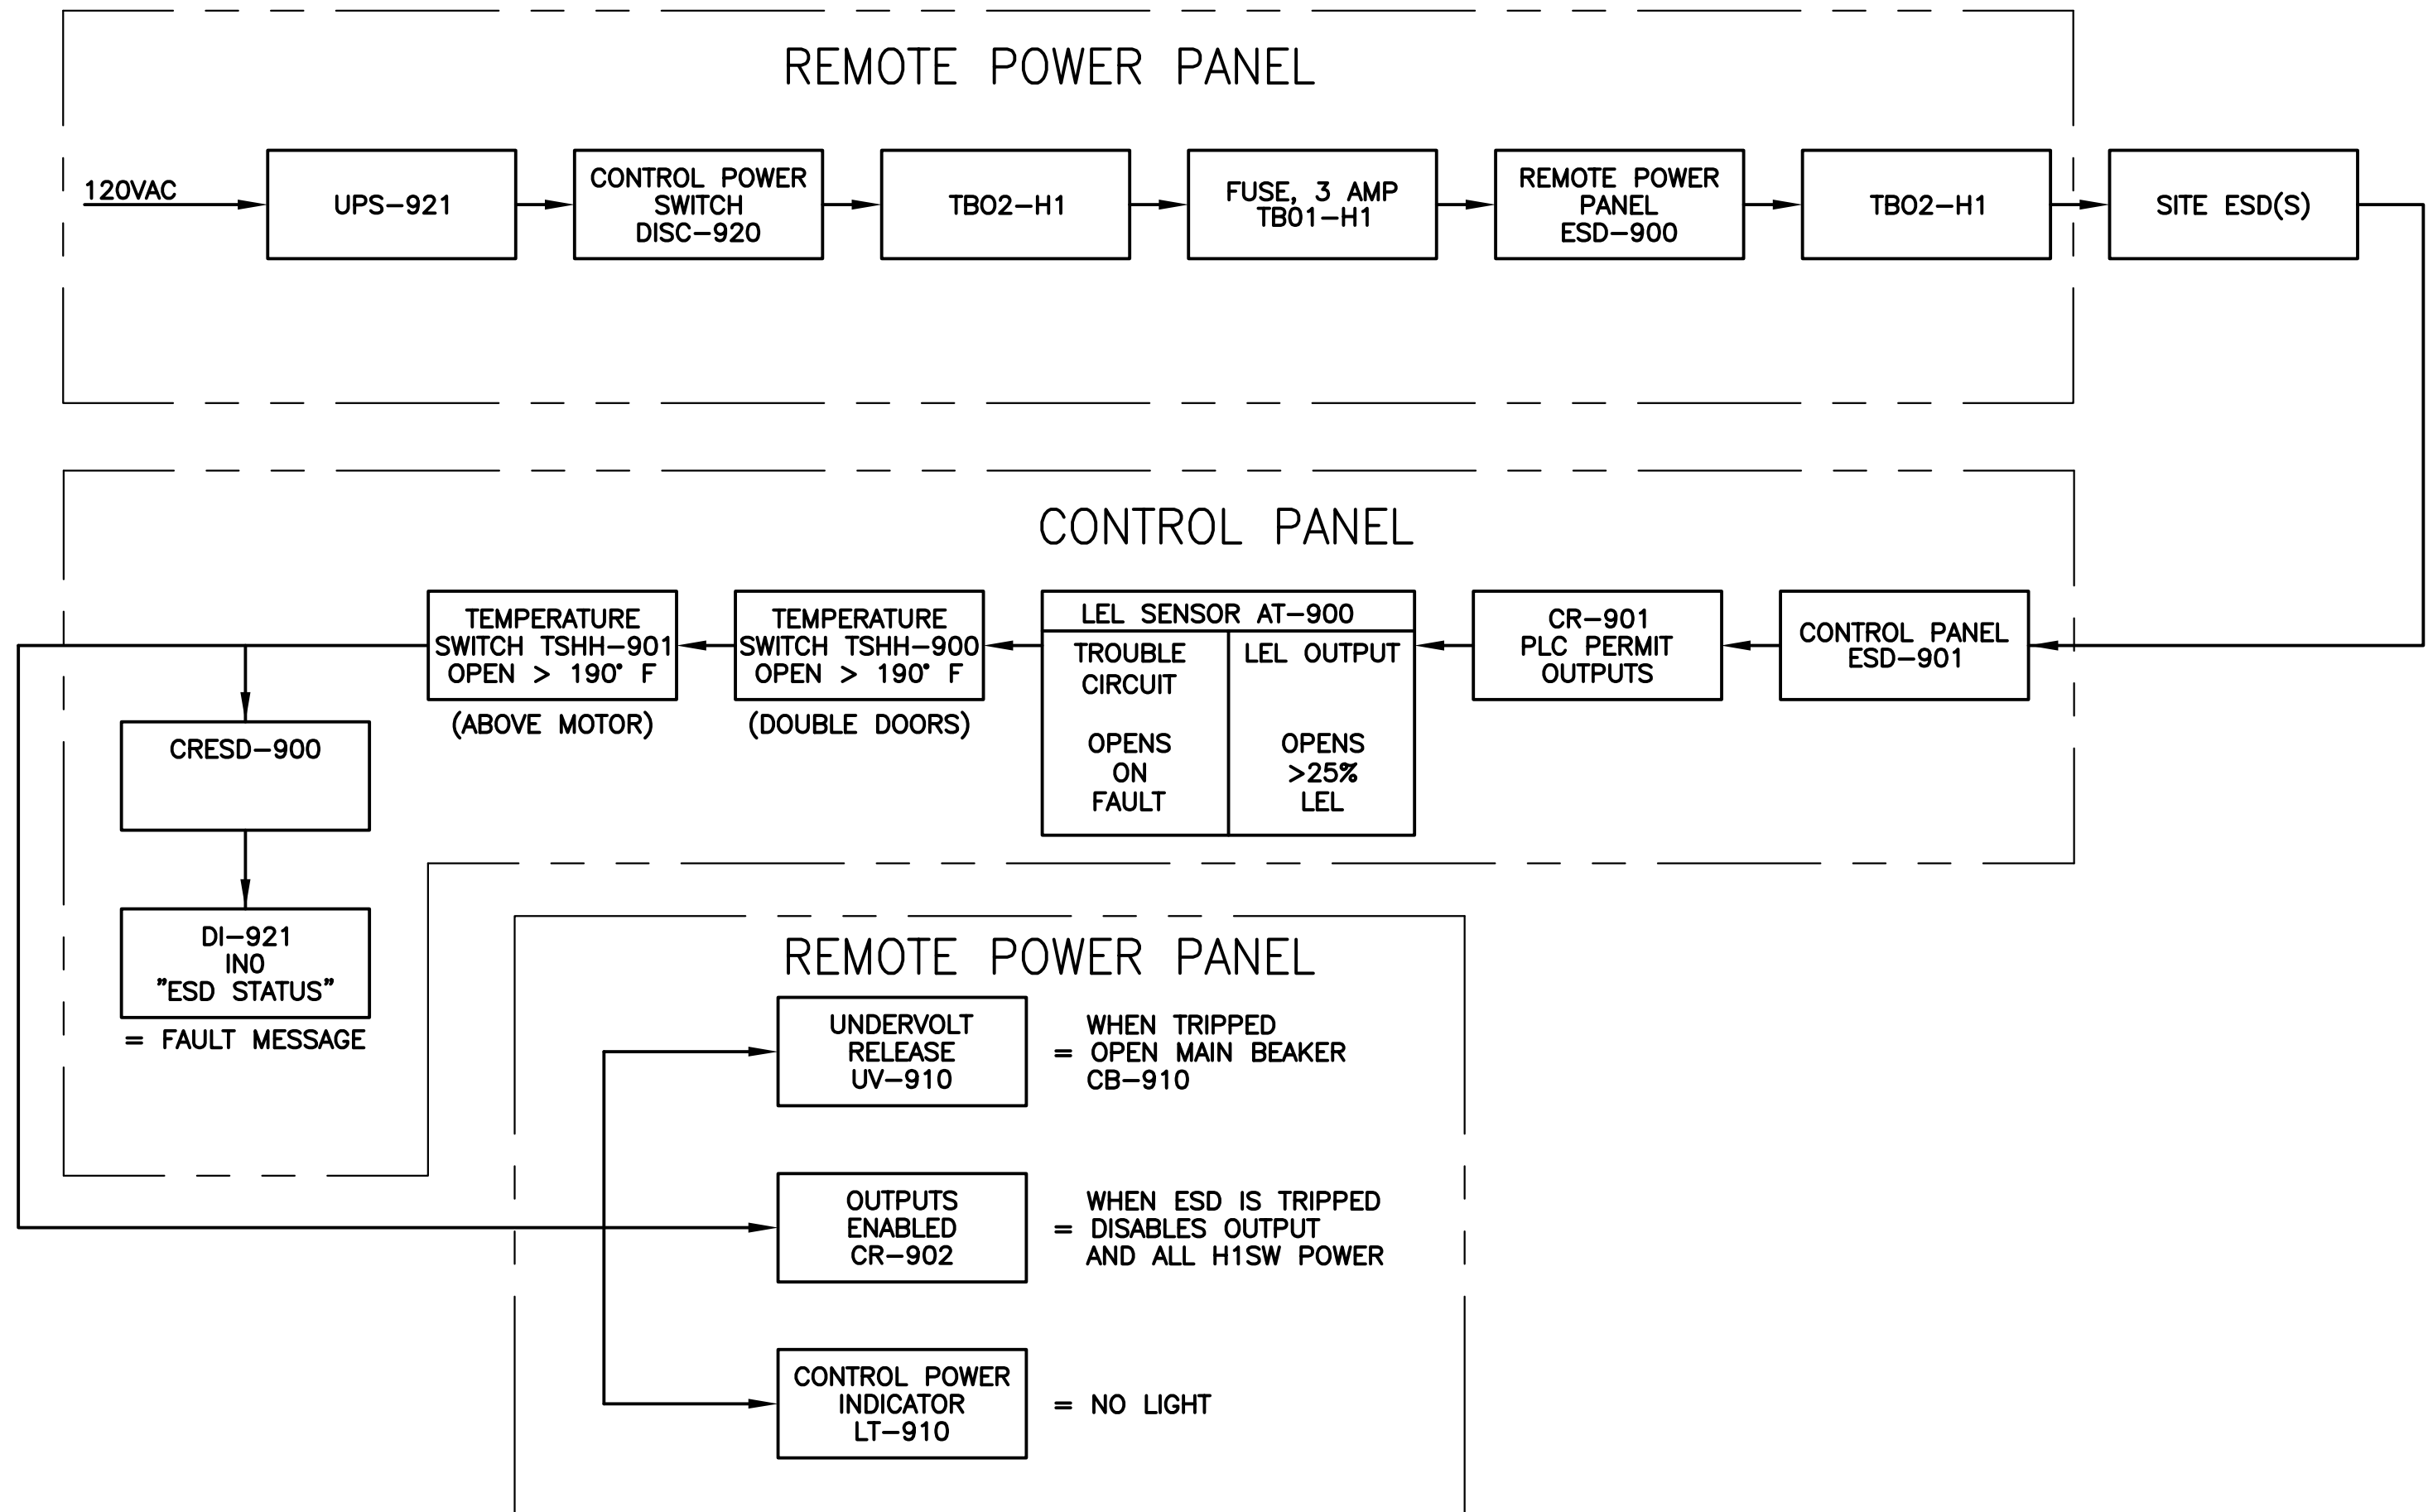 REMOTE POWER PANEL
120VAC
UPS-921
CONTROL POWER
SWITCH
DISC-920
TB02-H1
FUSE, 3 AMP
TB01-H1
REMOTE POWER
PANEL
ESD-900
TB02-H1
SITE ESD(S)
CONTROL PANEL
TEMPERATURE
SWITCH TSHH-901
OPEN > 190° F
(ABOVE MOTOR)
TEMPERATURE
SWITCH TSHH-900
OPEN > 190° F
(DOUBLE DOORS)
LEL SENSOR AT-900
TROUBLE
CIRCUIT
OPENS
ON
FAULT
LEL OUTPUT
OPENS
>25%
LEL
CR-901
PLC PERMIT
OUTPUTS
CONTROL PANEL
ESD-901
CRESD-900
DI-921
IN0
"ESD STATUS"
= FAULT MESSAGE
REMOTE POWER PANEL
UNDERVOLT
RELEASE
UV-910
WHEN TRIPPED
= OPEN MAIN BEAKER
CB-910
OUTPUTS
ENABLED
CR-902
WHEN ESD IS TRIPPED
= DISABLES OUTPUT
AND ALL H1SW POWER
CONTROL POWER
INDICATOR
LT-910
= NO LIGHT